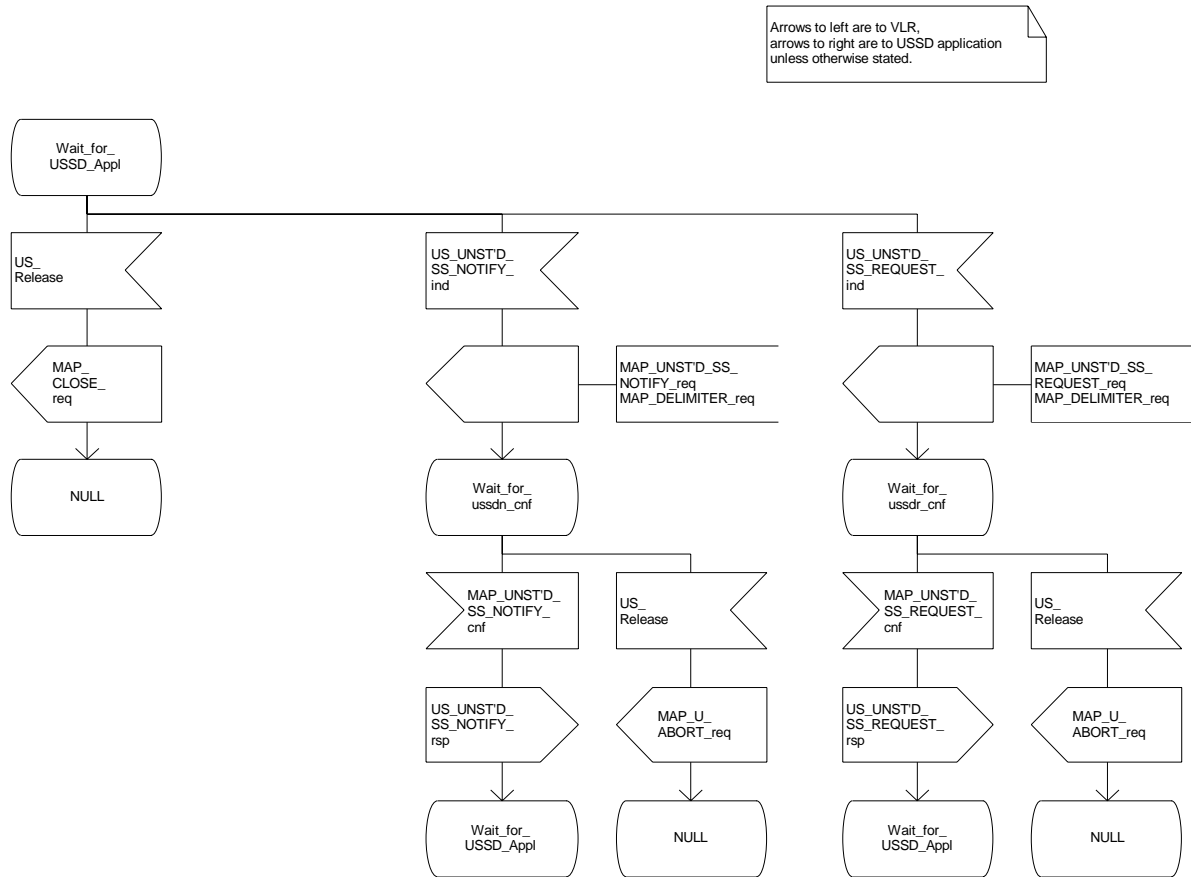 Arrows to left are to VLR,
arrows to right are to USSD application
unless otherwise stated.
Wait_for_
USSD_Appl
US_
Release
US_UNST'D_
SS_NOTIFY_
ind
US_UNST'D_
SS_REQUEST_
ind
MAP_
CLOSE_
req
MAP_UNST'D_SS_
NOTIFY_req
MAP_DELIMITER_req
MAP_UNST'D_SS_
REQUEST_req
MAP_DELIMITER_req
NULL
Wait_for_
ussdn_cnf
Wait_for_
ussdr_cnf
MAP_UNST'D_
SS_NOTIFY_
cnf
US_
Release
MAP_UNST'D_
SS_REQUEST_
cnf
US_
Release
US_UNST'D_
SS_NOTIFY_
rsp
MAP_U_
ABORT_req
US_UNST'D_
SS_REQUEST_
rsp
MAP_U_
ABORT_req
Wait_for_
USSD_Appl
NULL
Wait_for_
USSD_Appl
NULL